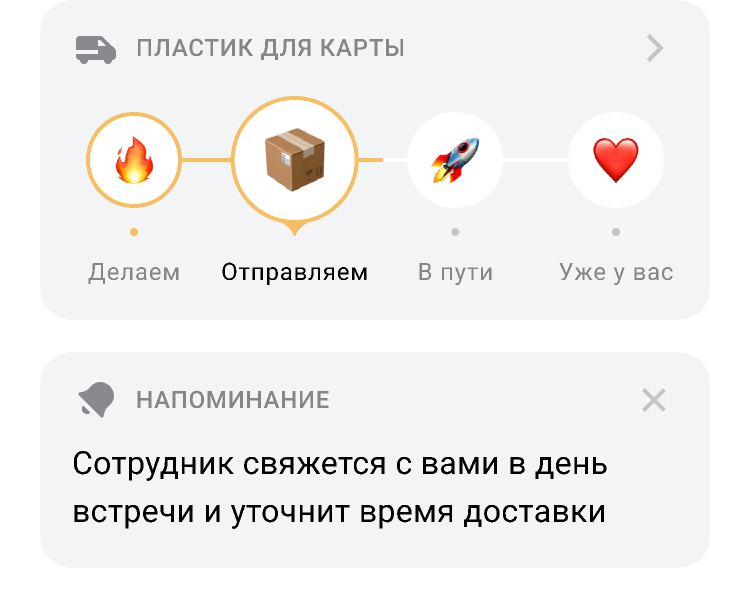 ПЛАСТИК ДЛЯ КАРТЫ
Делаем
Отправляем
В пути
Уже у вас
НАПОМИНАНИЕ
Сотрудник свяжется с вами в день
встречи и уточнит время доставки